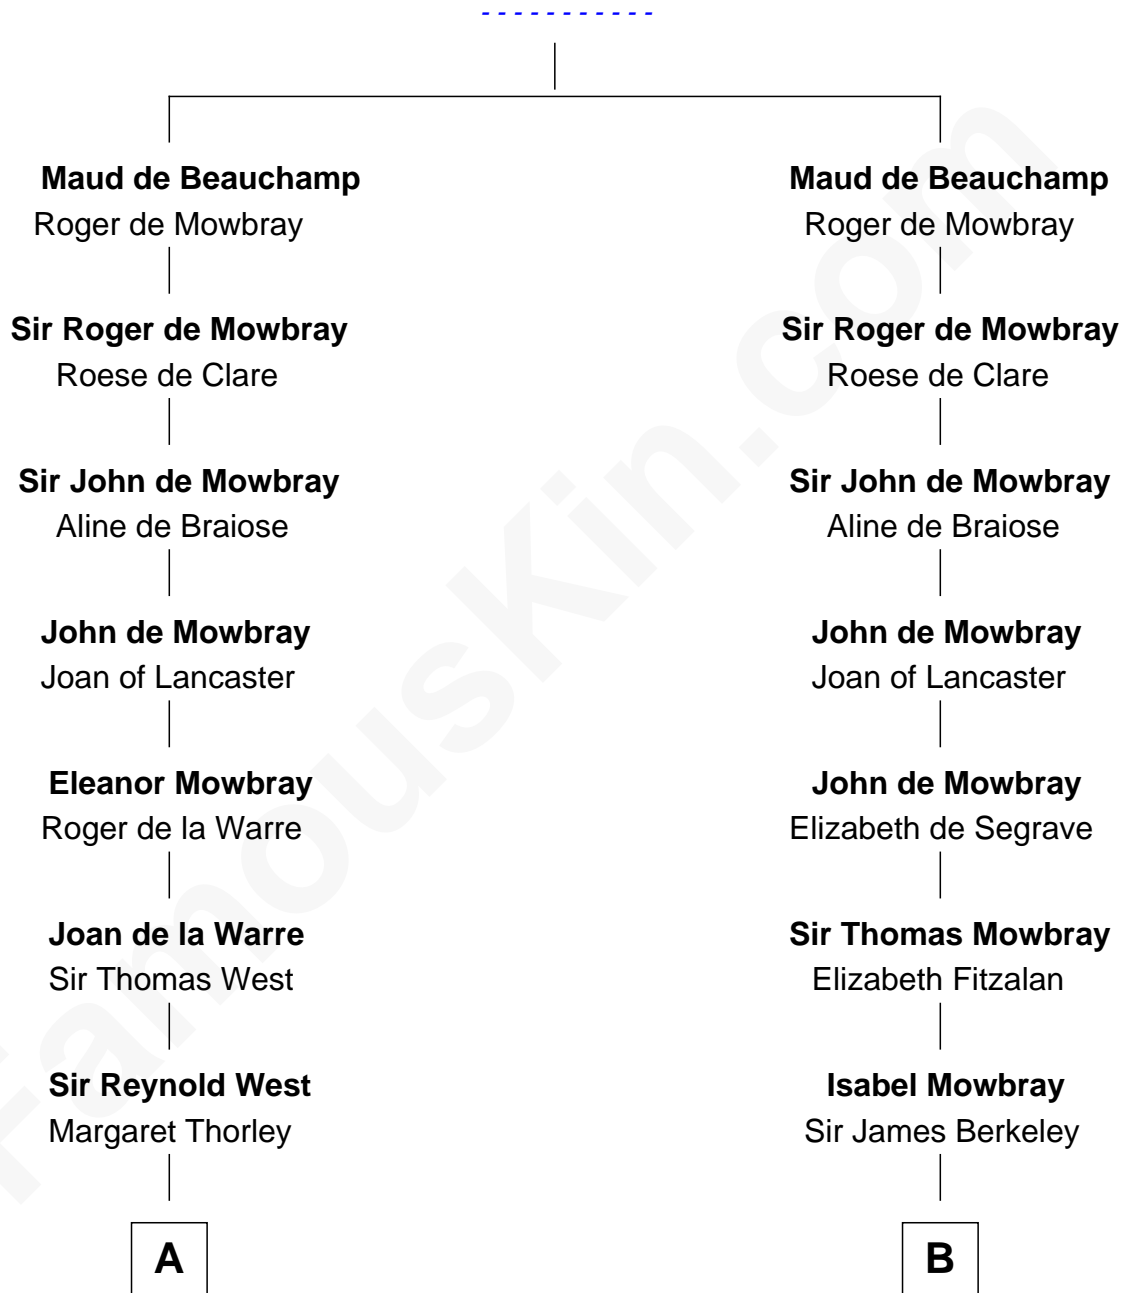 - - - - - - - - - - -
Maud de Beauchamp
Roger de Mowbray
Sir Roger de Mowbray
Roese de Clare
Sir John de Mowbray
Aline de Braiose
John de Mowbray
Joan of Lancaster
Eleanor Mowbray
Roger de la Warre
Joan de la Warre
Sir Thomas West
Sir Reynold West
Margaret Thorley
A
Maud de Beauchamp
Roger de Mowbray
Sir Roger de Mowbray
Roese de Clare
Sir John de Mowbray
Aline de Braiose
John de Mowbray
Joan of Lancaster
John de Mowbray
Elizabeth de Segrave
Sir Thomas Mowbray
Elizabeth Fitzalan
Isabel Mowbray
Sir James Berkeley
B
FamousKin.com